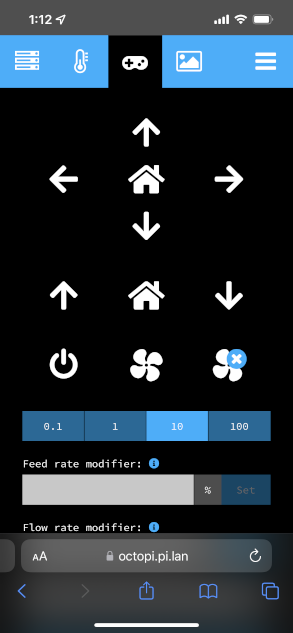 1:12
0.1 1 10 100
Feed rate modifier:
% Set
Flow rate modifier:
AA octopi.pi.lan